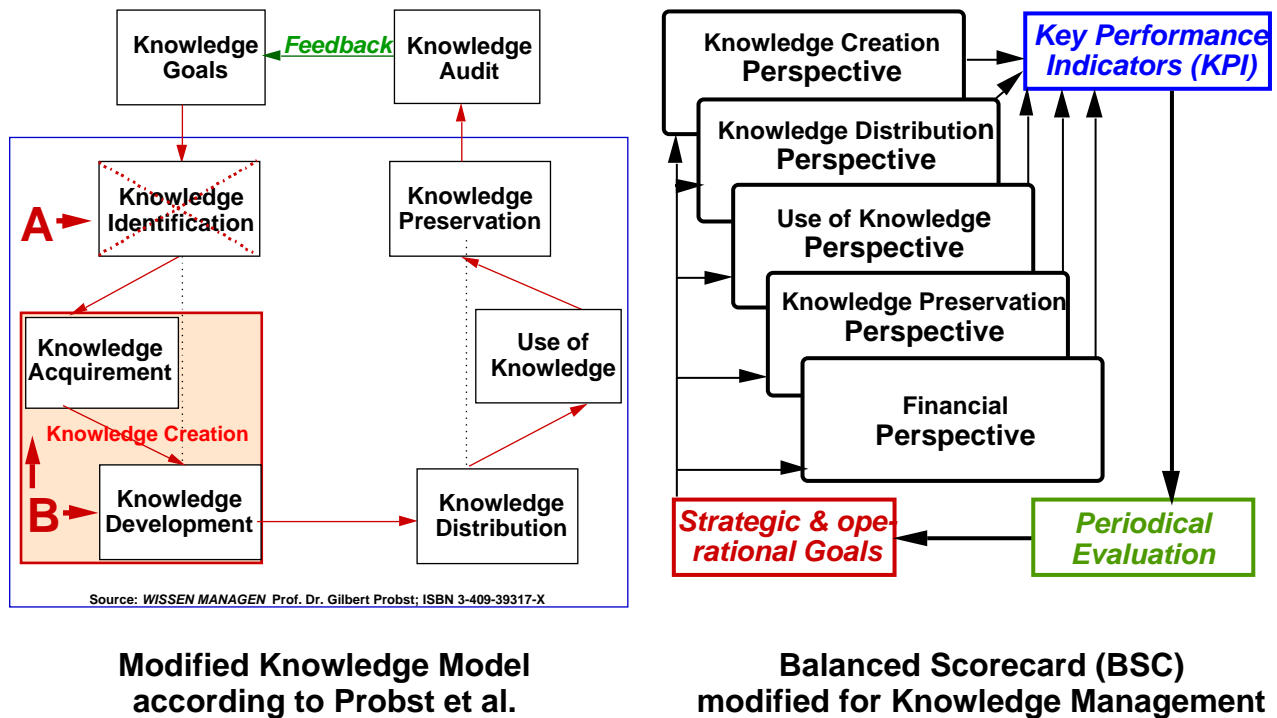 Knowledge
Goals
Feedback
Knowledge
Audit
Knowledge
Identification
A
Knowledge
Preservation
Knowledge
Acquirement
Use of
Knowledge
Knowledge Creation
B
Knowledge
Development
Knowledge
Distribution
Source: WISSEN MANAGEN Prof. Dr. Gilbert Probst; ISBN 3-409-39317-X
Modified Knowledge Model
according to Probst et al.
Knowledge Creation
Perspective
Key Performance
Indicators (KPI)
Knowledge Distribution
Perspective
Use of Knowledge
Perspective
Knowledge Preservation
Perspective
Financial
Perspective
Strategic & ope-
rational Goals
Periodical
Evaluation
Balanced Scorecard (BSC)
modified for Knowledge Management